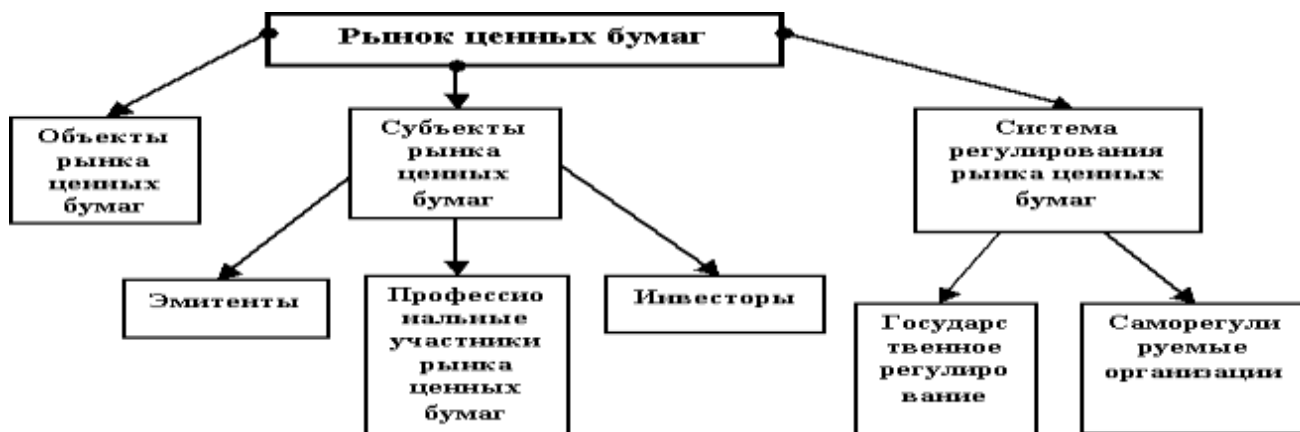 Рынок ценных бумаг
Объекты
рынка
ценных
бумаг
Субъекты
рынка
ценных
бумаг
Система
регулирования
рынка ценных
бумаг
Эмитенты
Профессио
нальные
участники
рынка
ценных
бумаг
Инвесторы
Государс
твенное
регулиро
вание
Саморегули
руемые
организации